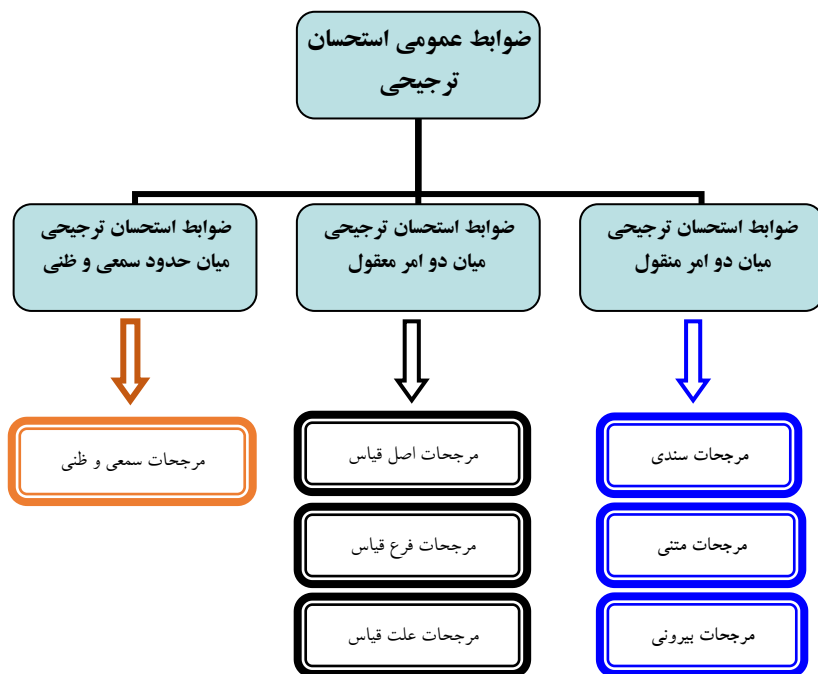 ضوابط عمومی استحسان
ترجیحی
ضوابط استحسان ترجیحی
میان دو امر منقول
ضوابط استحسان ترجیحی
میان دو امر معقول
ضوابط استحسان ترجیحی
میان حدود سمعی و ظنی
مرجحات سندی
مرجحات متنی
مرجحات بیرونی
مرجحات اصل قیاس
مرجحات فرع قیاس
مرجحات علت قیاس
مرجحات سمعی و ظنی